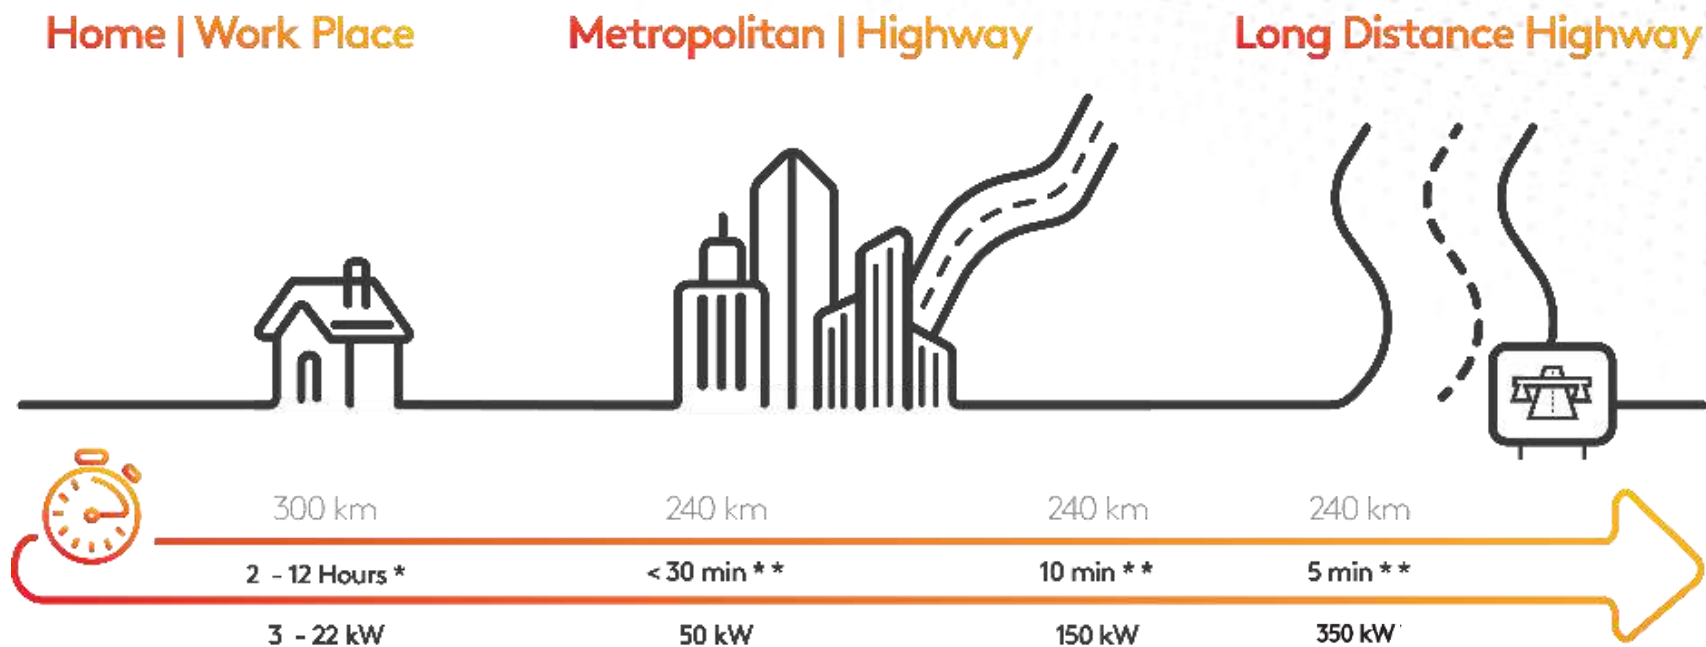 Home | Work Place
Metropolitan | Highway
Long Distance Highway
300 km
240 km
240 km
240 km
2 - 12 Hours *
< 30 min * *
10 min * *
5 min * *
3 - 22 kW
50 kW
150 kW
350 kW